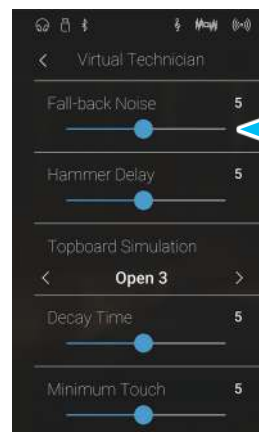 < Virtual Technician
Fall-back Noise 5
Hammer Delay 5
Topboard Simulation
< Open 3 >
Decay Time 5
Minimum Touch 5